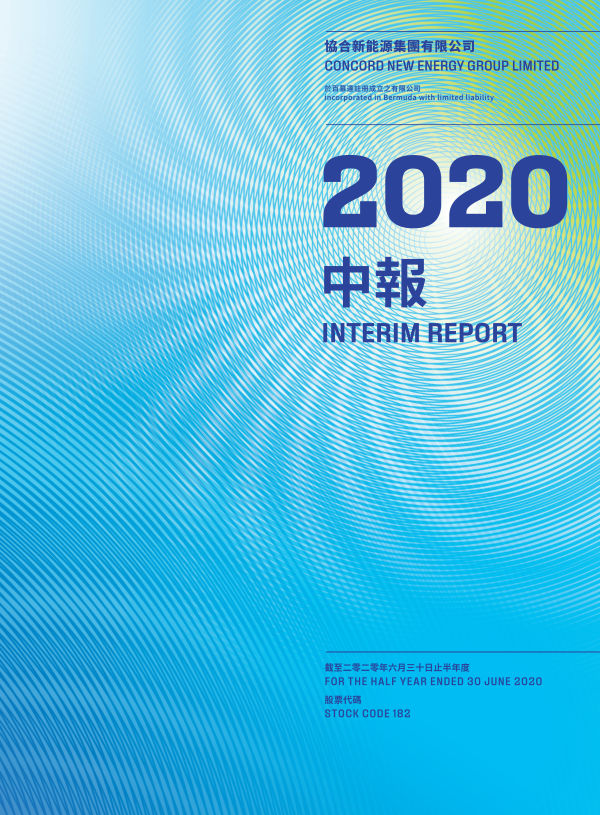 協合新能源集團有限公司
CONCORD NEW ENERGY GROUP LIMITED
於百慕達註冊成立之有限公司
incorporated in Bermuda with limited liability
2020
中報
INTERIM REPORT
截至二零二零年六月三十日止半年度
FOR THE HALF YEAR ENDED 30 JUNE 2020
股票代碼
STOCK CODE 182